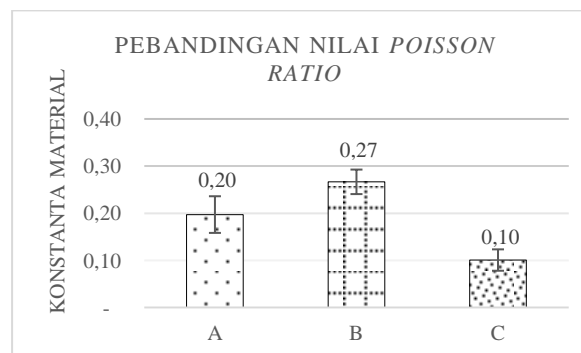 PEBANDINGAN NILAI POISSON
RATIO
KONSTANTA MATERIAL
0,40
0,30
0,20
0,10
-
0,20
0,27
0,10
A
B
C